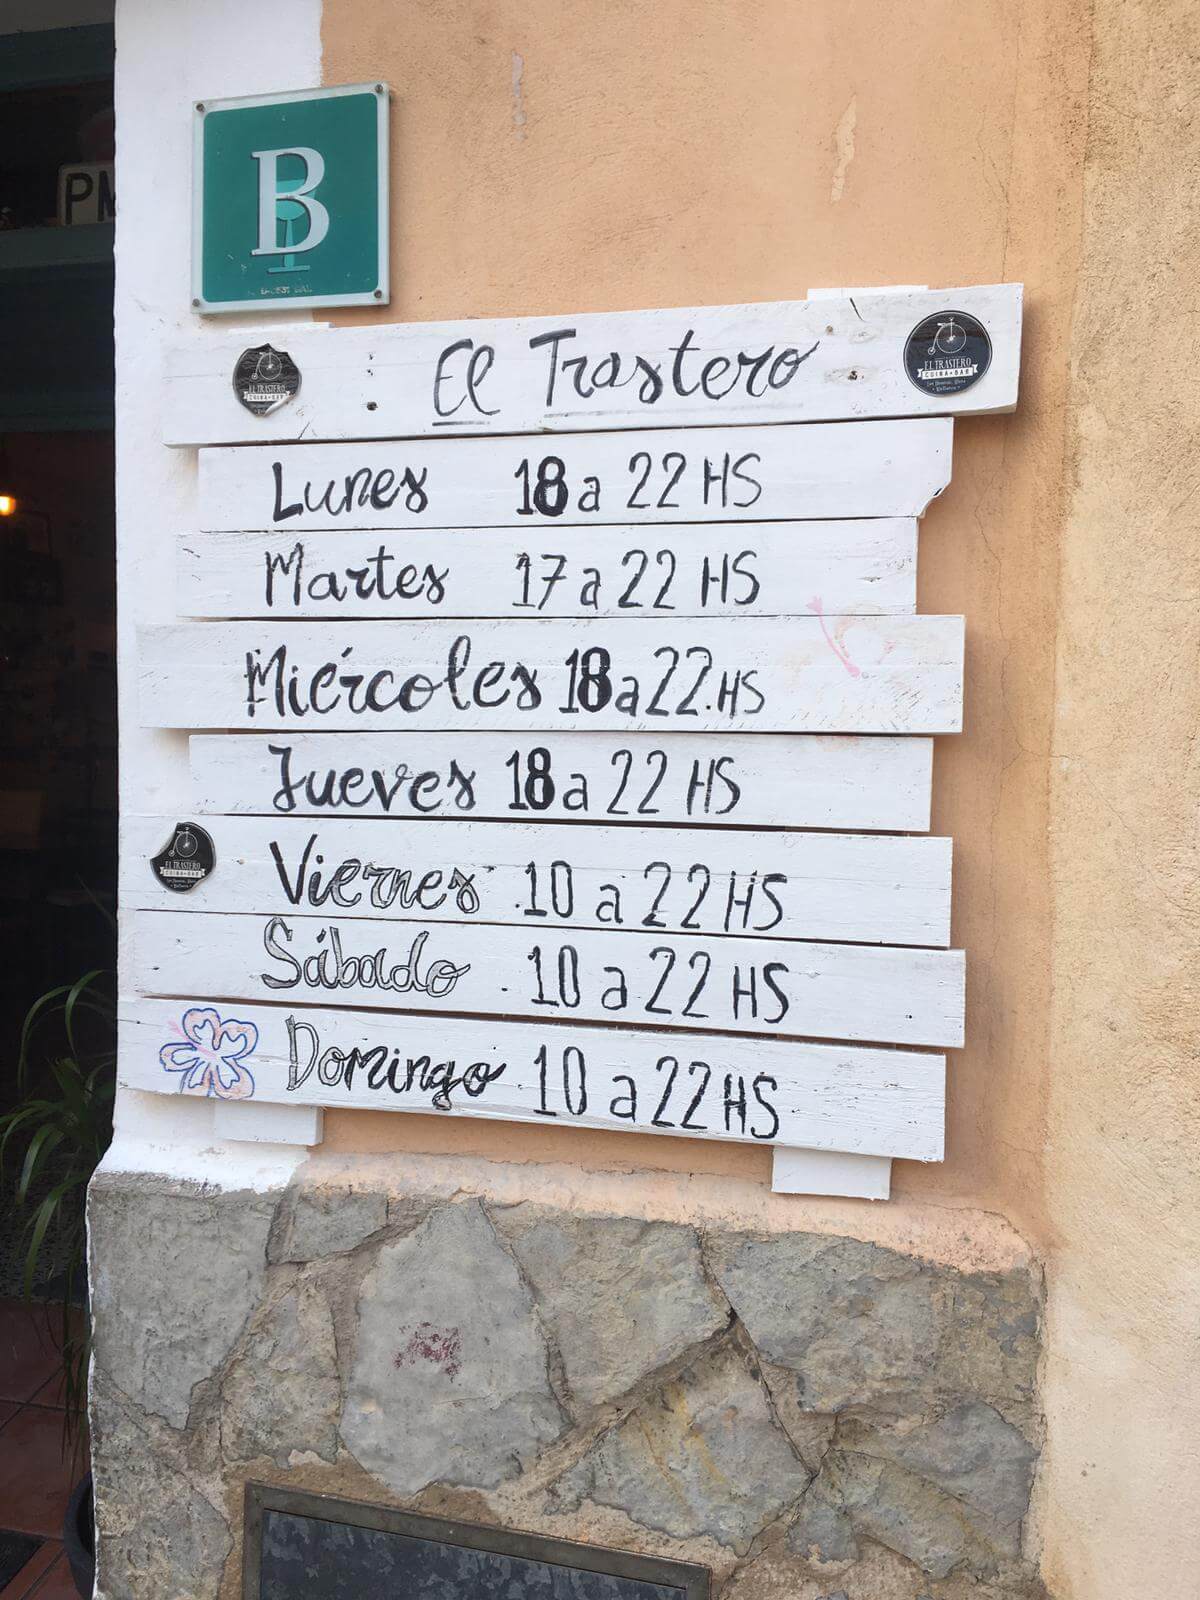 PM
B
El Trastero
EL TRASTERO
CUINA BAR
EL TRASTERO
CUINA BAR
Lunes 18 a 22 HS
Martes 17 a 22 HS
Miércoles 18 a 22. HS
Jueves 18 a 22 HS
EL TRASTERO
CUINA BAR
Viernes 10 a 22 HS
Sábado 10 a 22 HS
Domingo 10 a 22 HS